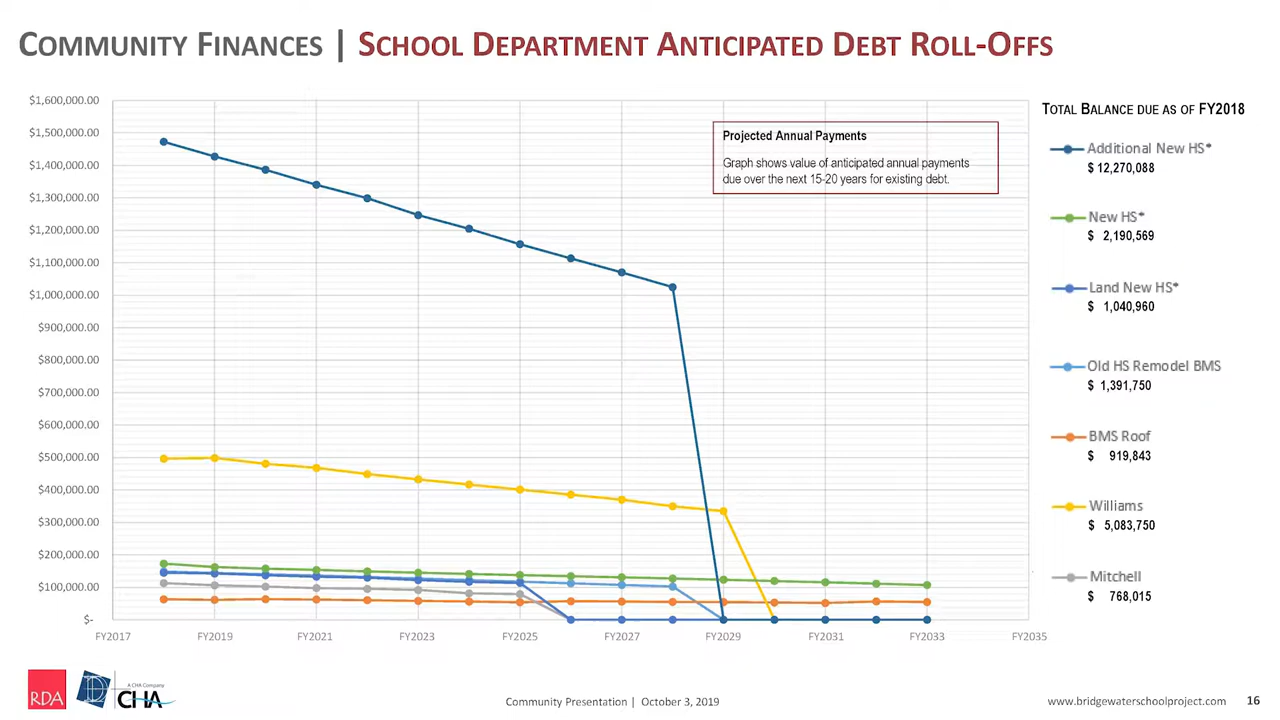 COMMUNITY FINANCES | SCHOOL DEPARTMENT ANTICIPATED DEBT ROLL-OFFS
$1,600,000.00
$1,500,000.00
$1,400,000.00
$1,300,000.00
$1,200,000.00
$1,100,000.00
$1,000,000.00
$900,000.00
$800,000.00
$700,000.00
$600,000.00
$500,000.00
$400,000.00
$300,000.00
$200,000.00
$100,000.00
$-
FY2017 FY2019 FY2021 FY2023 FY2025 FY2027 FY2029 FY2031 FY2033 FY2035
Projected Annual Payments
Graph shows value of anticipated annual payments
due over the next 15-20 years for existing debt.
TOTAL BALANCE DUE AS OF FY2018
Additional New HS*
$ 12,270,088
New HS*
$ 2,190,569
Land New HS*
$ 1,040,960
Old HS Remodel BMS
$ 1,391,750
BMS Roof
$ 919,843
Williams
$ 5,083,750
Mitchell
$ 768,015
RDA
D
A CHA Company
CHA
Community Presentation | October 3, 2019
www.bridgewaterschoolproject.com 16